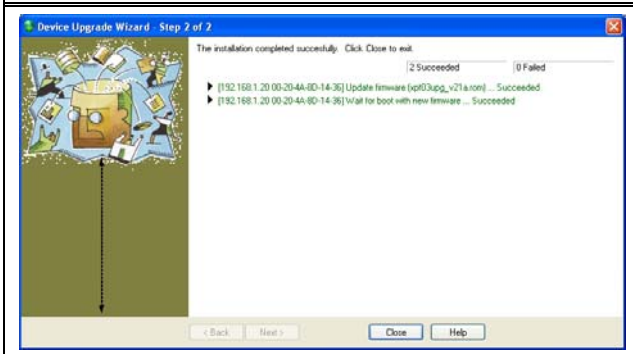 Device Upgrade Wizard - Step 2 of 2
The installation completed succesfully. Click Close to exit.
2 Succeeded 0 Failed
[192.168.1.20 00-20-4A-8D-14-36] Update firmware (xpt03upg_v21a.rom) ... Succeeded
[192.168.1.20 00-20-4A-8D-14-36] Wait for boot with new firmware ... Succeeded
< Back Next > Close Help